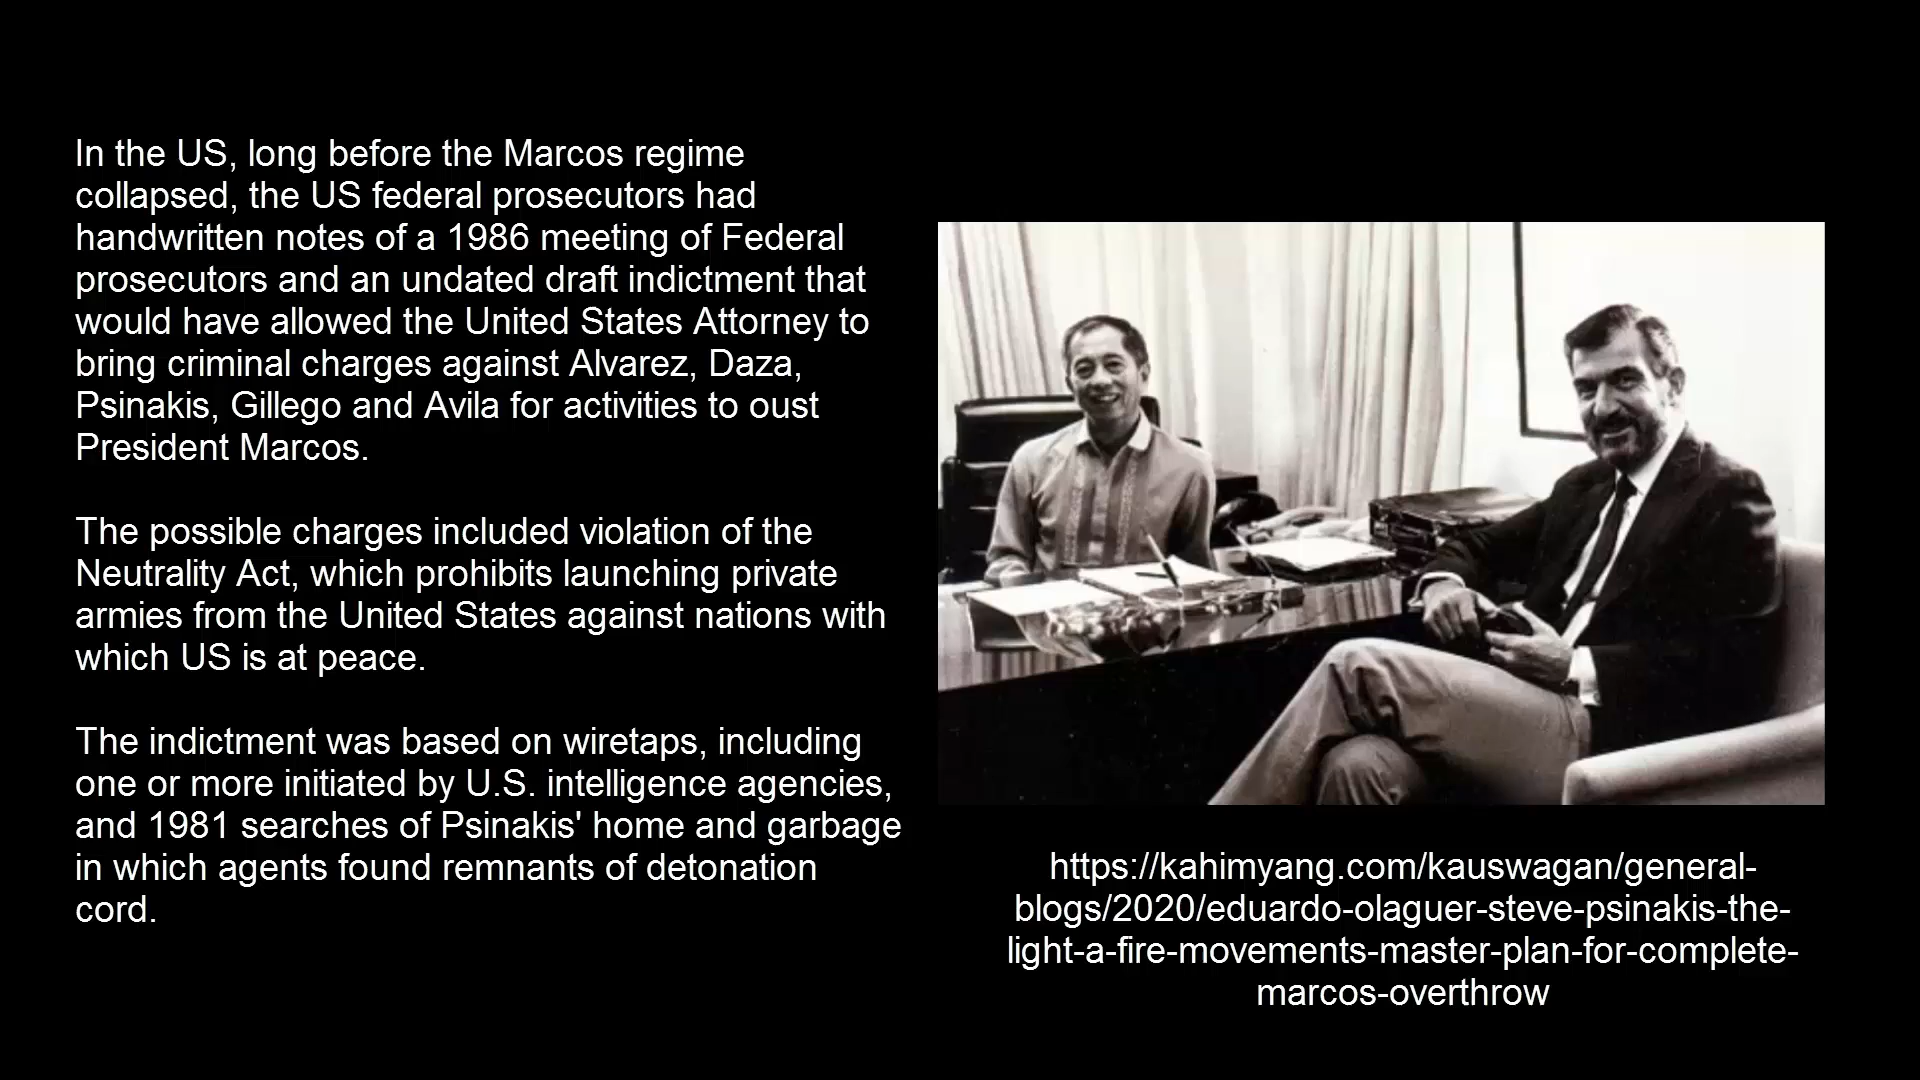 In the US, long before the Marcos regime
collapsed, the US federal prosecutors had
handwritten notes of a 1986 meeting of Federal
prosecutors and an undated draft indictment that
would have allowed the United States Attorney to
bring criminal charges against Alvarez, Daza,
Psinakis, Gillego and Avila for activities to oust
President Marcos.
The possible charges included violation of the
Neutrality Act, which prohibits launching private
armies from the United States against nations with
which US is at peace.
The indictment was based on wiretaps, including
one or more initiated by U.S. intelligence agencies,
and 1981 searches of Psinakis' home and garbage
in which agents found remnants of detonation
cord.
https://kahimyang.com/kauswagan/general-
blogs/2020/eduardo-olaguer-steve-psinakis-the-
light-a-fire-movements-master-plan-for-complete-
marcos-overthrow